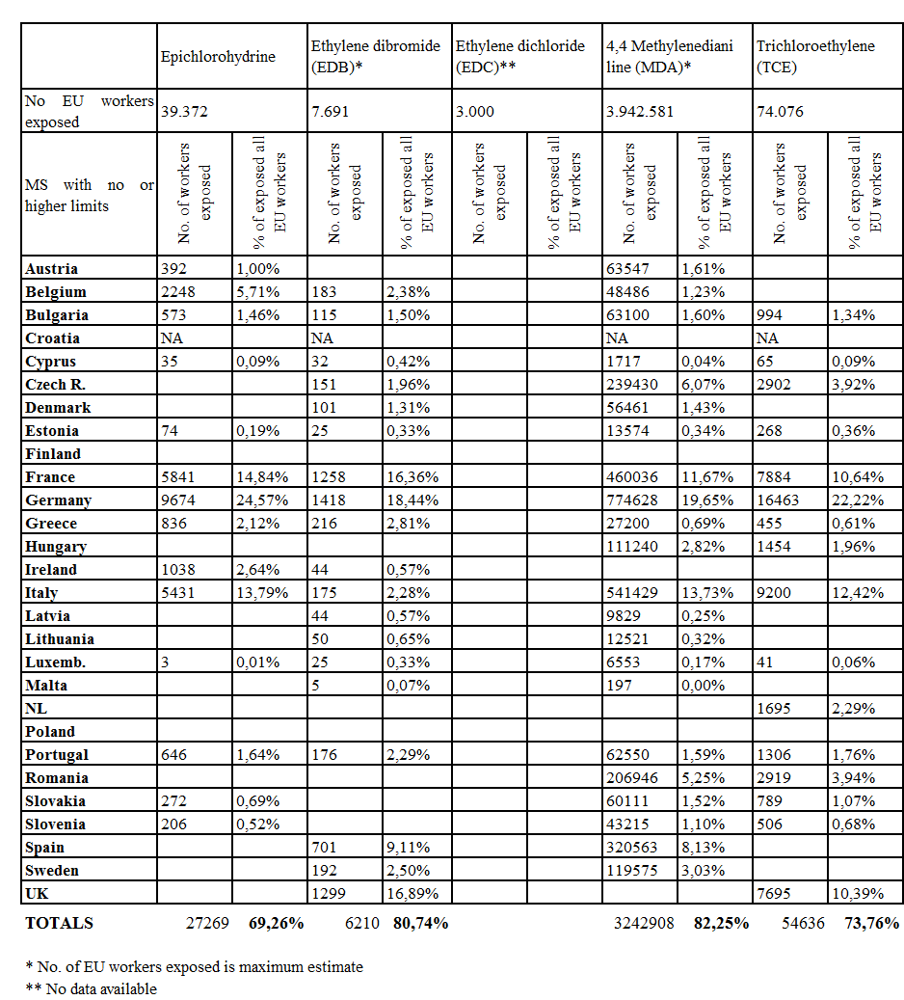 Epichlorohydrine Ethylene dibromide (EDB)* Ethylene dichloride (EDC)** 4,4 Methylenediani line (MDA)* Trichloroethylene (TCE)
No EU workers exposed 39.372 7.691 3.000 3.942.581 74.076
MS with no or higher limits No. of workers exposed % of exposed all EU workers No. of workers exposed % of exposed all EU workers No. of workers exposed % of exposed all EU workers No. of workers exposed % of exposed all EU workers No. of workers exposed % of exposed all EU workers
Austria 392 1,00% 63547 1,61%
Belgium 2248 5,71% 183 2,38% 48486 1,23%
Bulgaria 573 1,46% 115 1,50% 63100 1,60% 994 1,34%
Croatia NA NA NA NA
Cyprus 35 0,09% 32 0,42% 1717 0,04% 65 0,09%
Czech R. 151 1,96% 239430 6,07% 2902 3,92%
Denmark 101 1,31% 56461 1,43%
Estonia 74 0,19% 25 0,33% 13574 0,34% 268 0,36%
Finland
France 5841 14,84% 1258 16,36% 460036 11,67% 7884 10,64%
Germany 9674 24,57% 1418 18,44% 774628 19,65% 16463 22,22%
Greece 836 2,12% 216 2,81% 27200 0,69% 455 0,61%
Hungary 111240 2,82% 1454 1,96%
Ireland 1038 2,64% 44 0,57%
Italy 5431 13,79% 175 2,28% 541429 13,73% 9200 12,42%
Latvia 44 0,57% 9829 0,25%
Lithuania 50 0,65% 12521 0,32%
Luxemb. 3 0,01% 25 0,33% 6553 0,17% 41 0,06%
Malta 5 0,07% 197 0,00%
NL 1695 2,29%
Poland
Portugal 646 1,64% 176 2,29% 62550 1,59% 1306 1,76%
Romania 206946 5,25% 2919 3,94%
Slovakia 272 0,69% 60111 1,52% 789 1,07%
Slovenia 206 0,52% 43215 1,10% 506 0,68%
Spain 701 9,11% 320563 8,13%
Sweden 192 2,50% 119575 3,03%
UK 1299 16,89% 7695 10,39%
TOTALS 27269 69,26% 6210 80,74% 3242908 82,25% 54636 73,76%
* No. of EU workers exposed is maximum estimate
** No data available